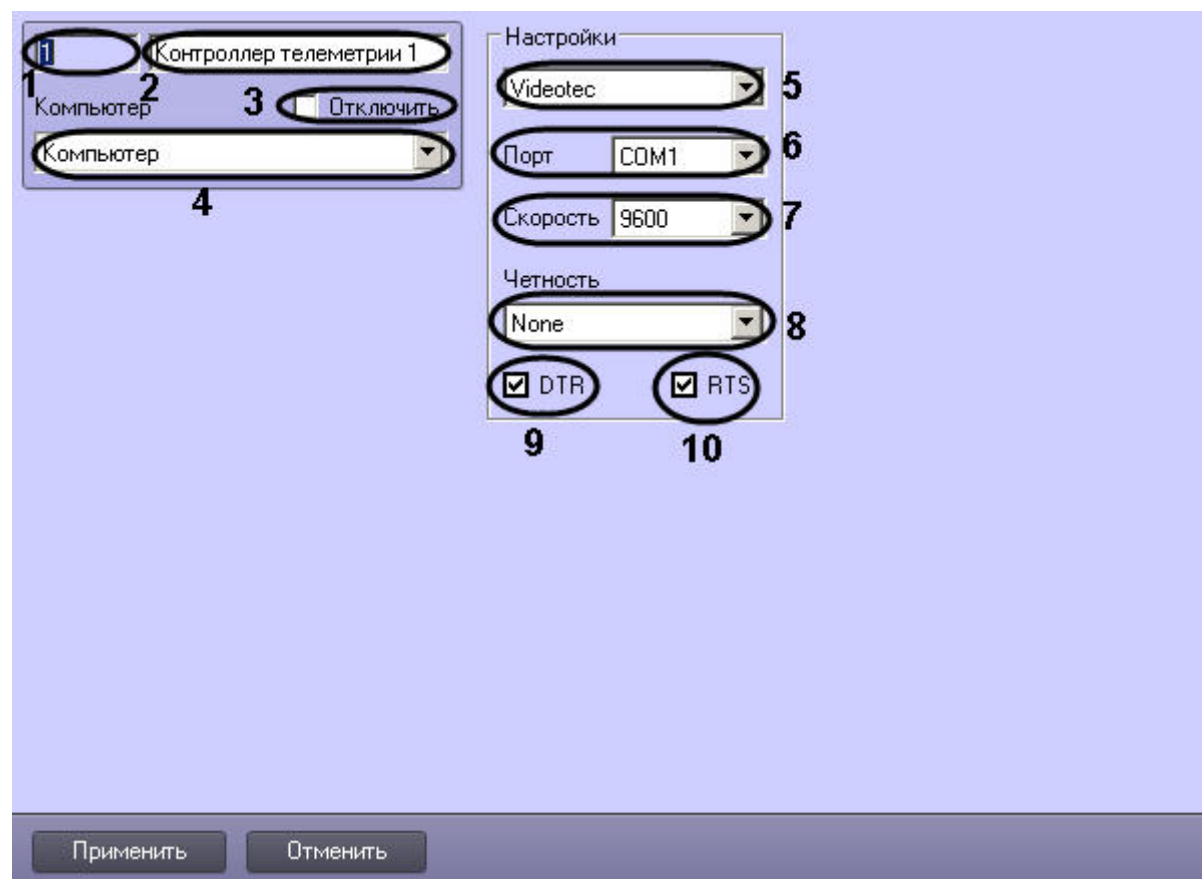 1 Контроллер телеметрии 1
1 2
Компьютер 3 Отключить
Компьютер
4
Настройки
Videotec 5
Порт COM1 6
Скорость 9600 7
Четность
None 8
DTR RTS
9 10
Применить Отменить